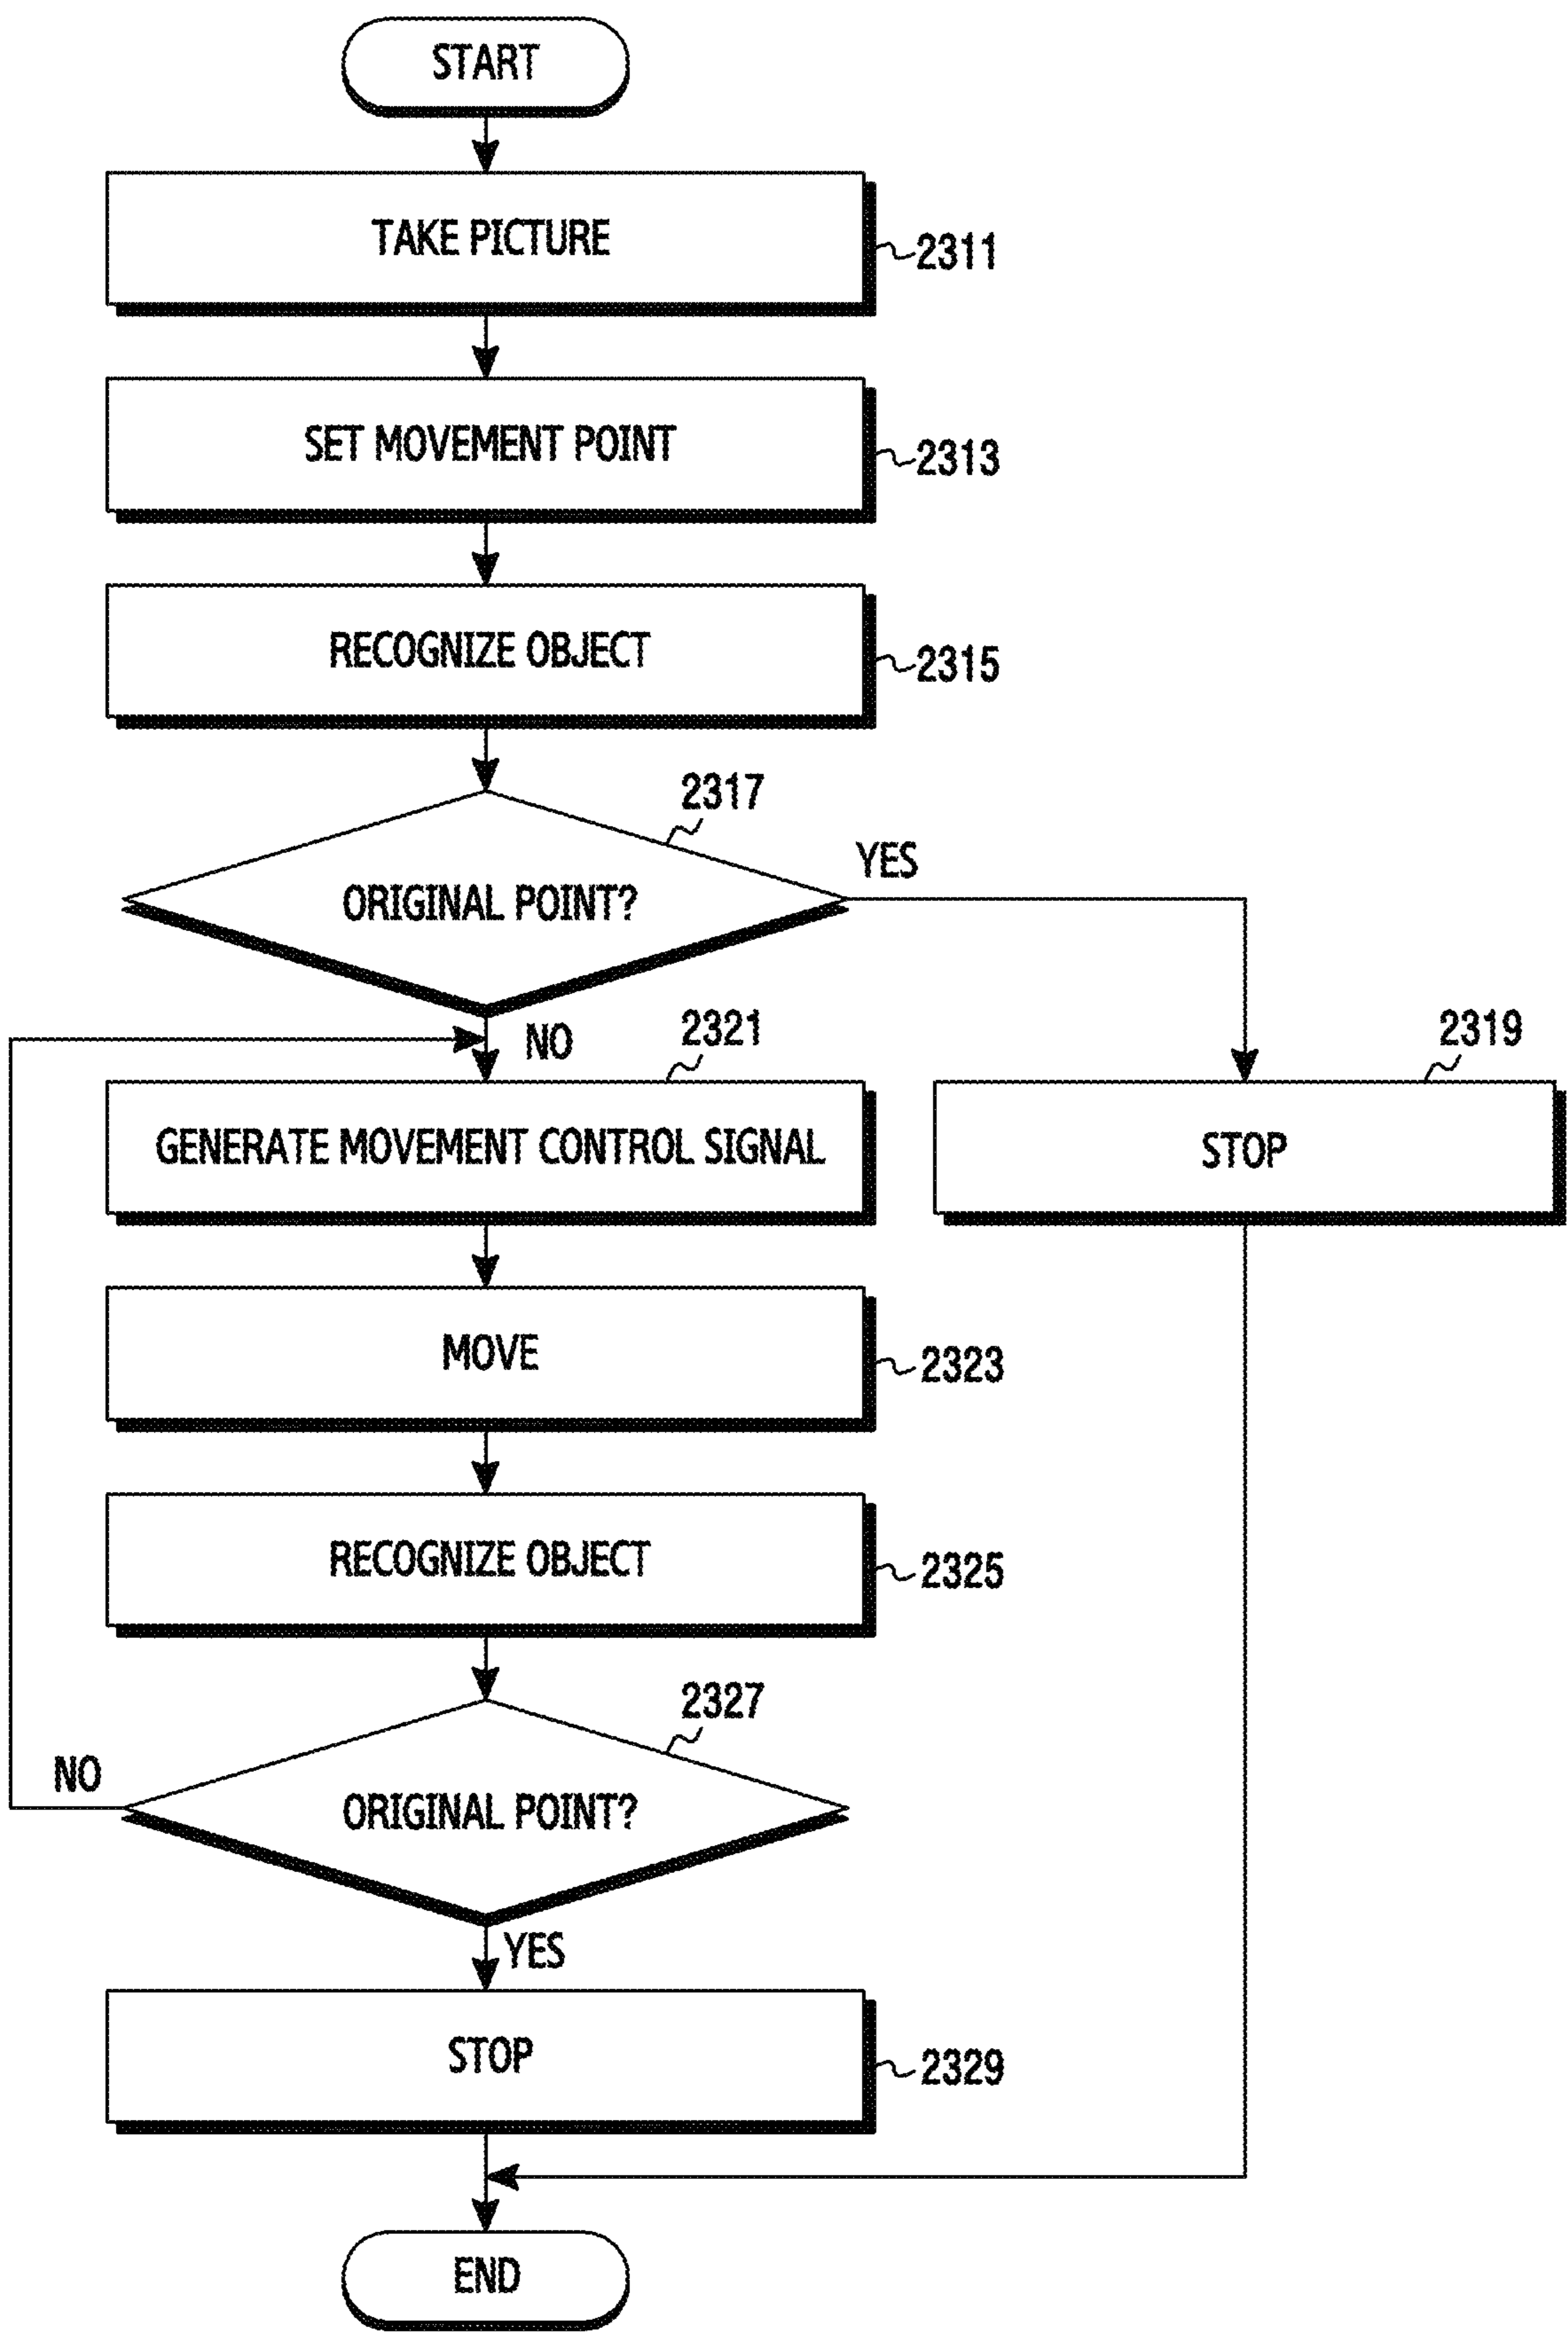 START
TAKE PICTURE
2311
SET MOVEMENT POINT
2313
RECOGNIZE OBJECT
2315
2317
ORIGINAL POINT?
YES
NO
2321
GENERATE MOVEMENT CONTROL SIGNAL
2319
STOP
MOVE
2323
RECOGNIZE OBJECT
2325
2327
ORIGINAL POINT?
NO
YES
STOP
2329
END